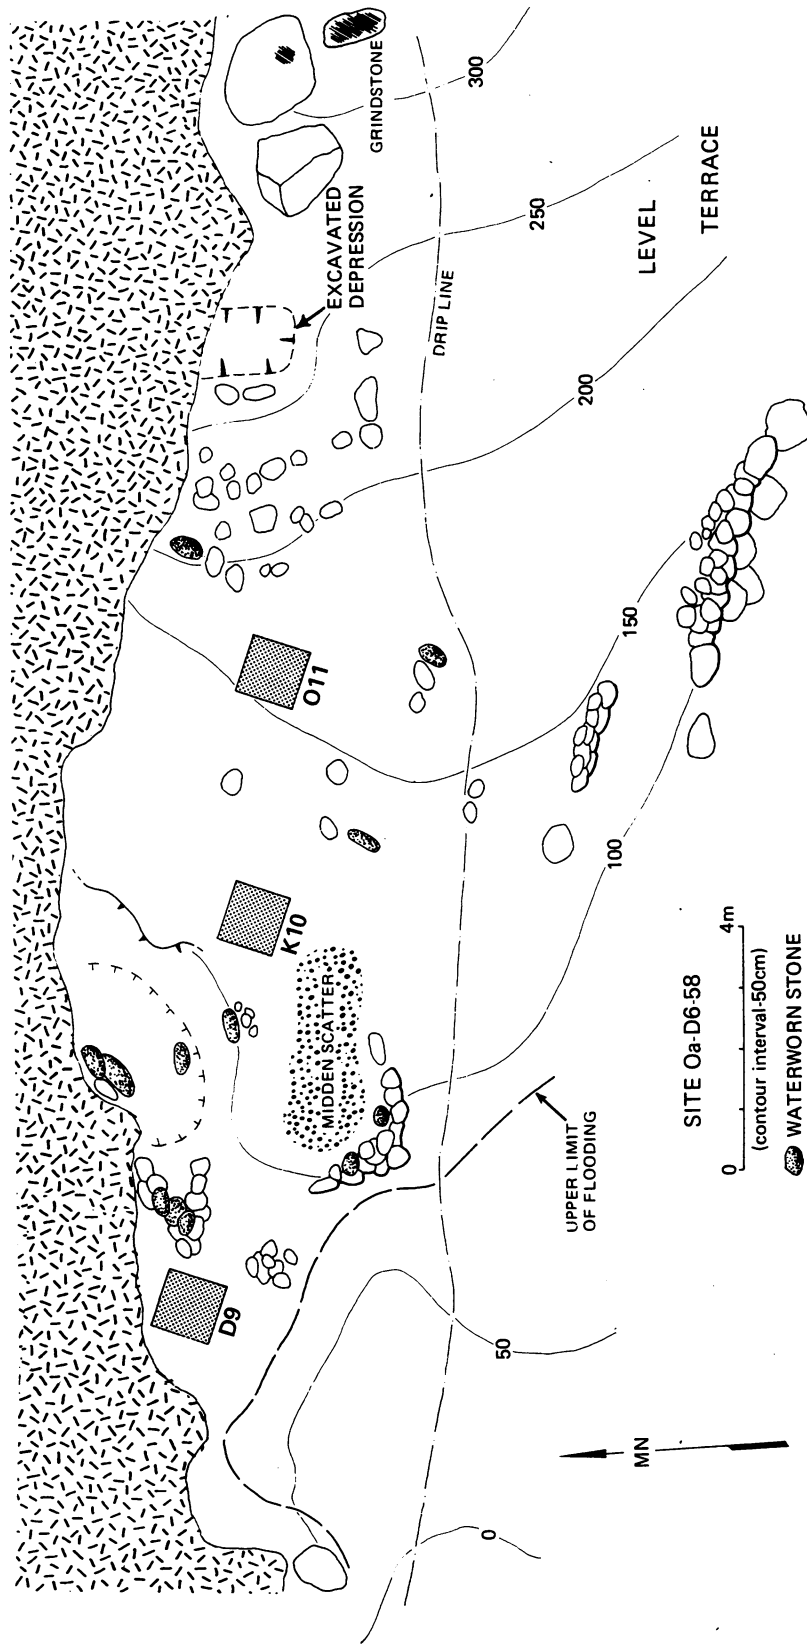 GRINDSTONE
300
EXCAVATED
DEPRESSION
250
LEVEL
TERRACE
DRIP LINE
200
150
O11
K10
100
MIDDEN SCATTER
D9
UPPER LIMIT
OF FLOODING
50
0
MN
SITE Oa-D6-58
0 4m
(contour interval-50cm)
WATERWORN STONE